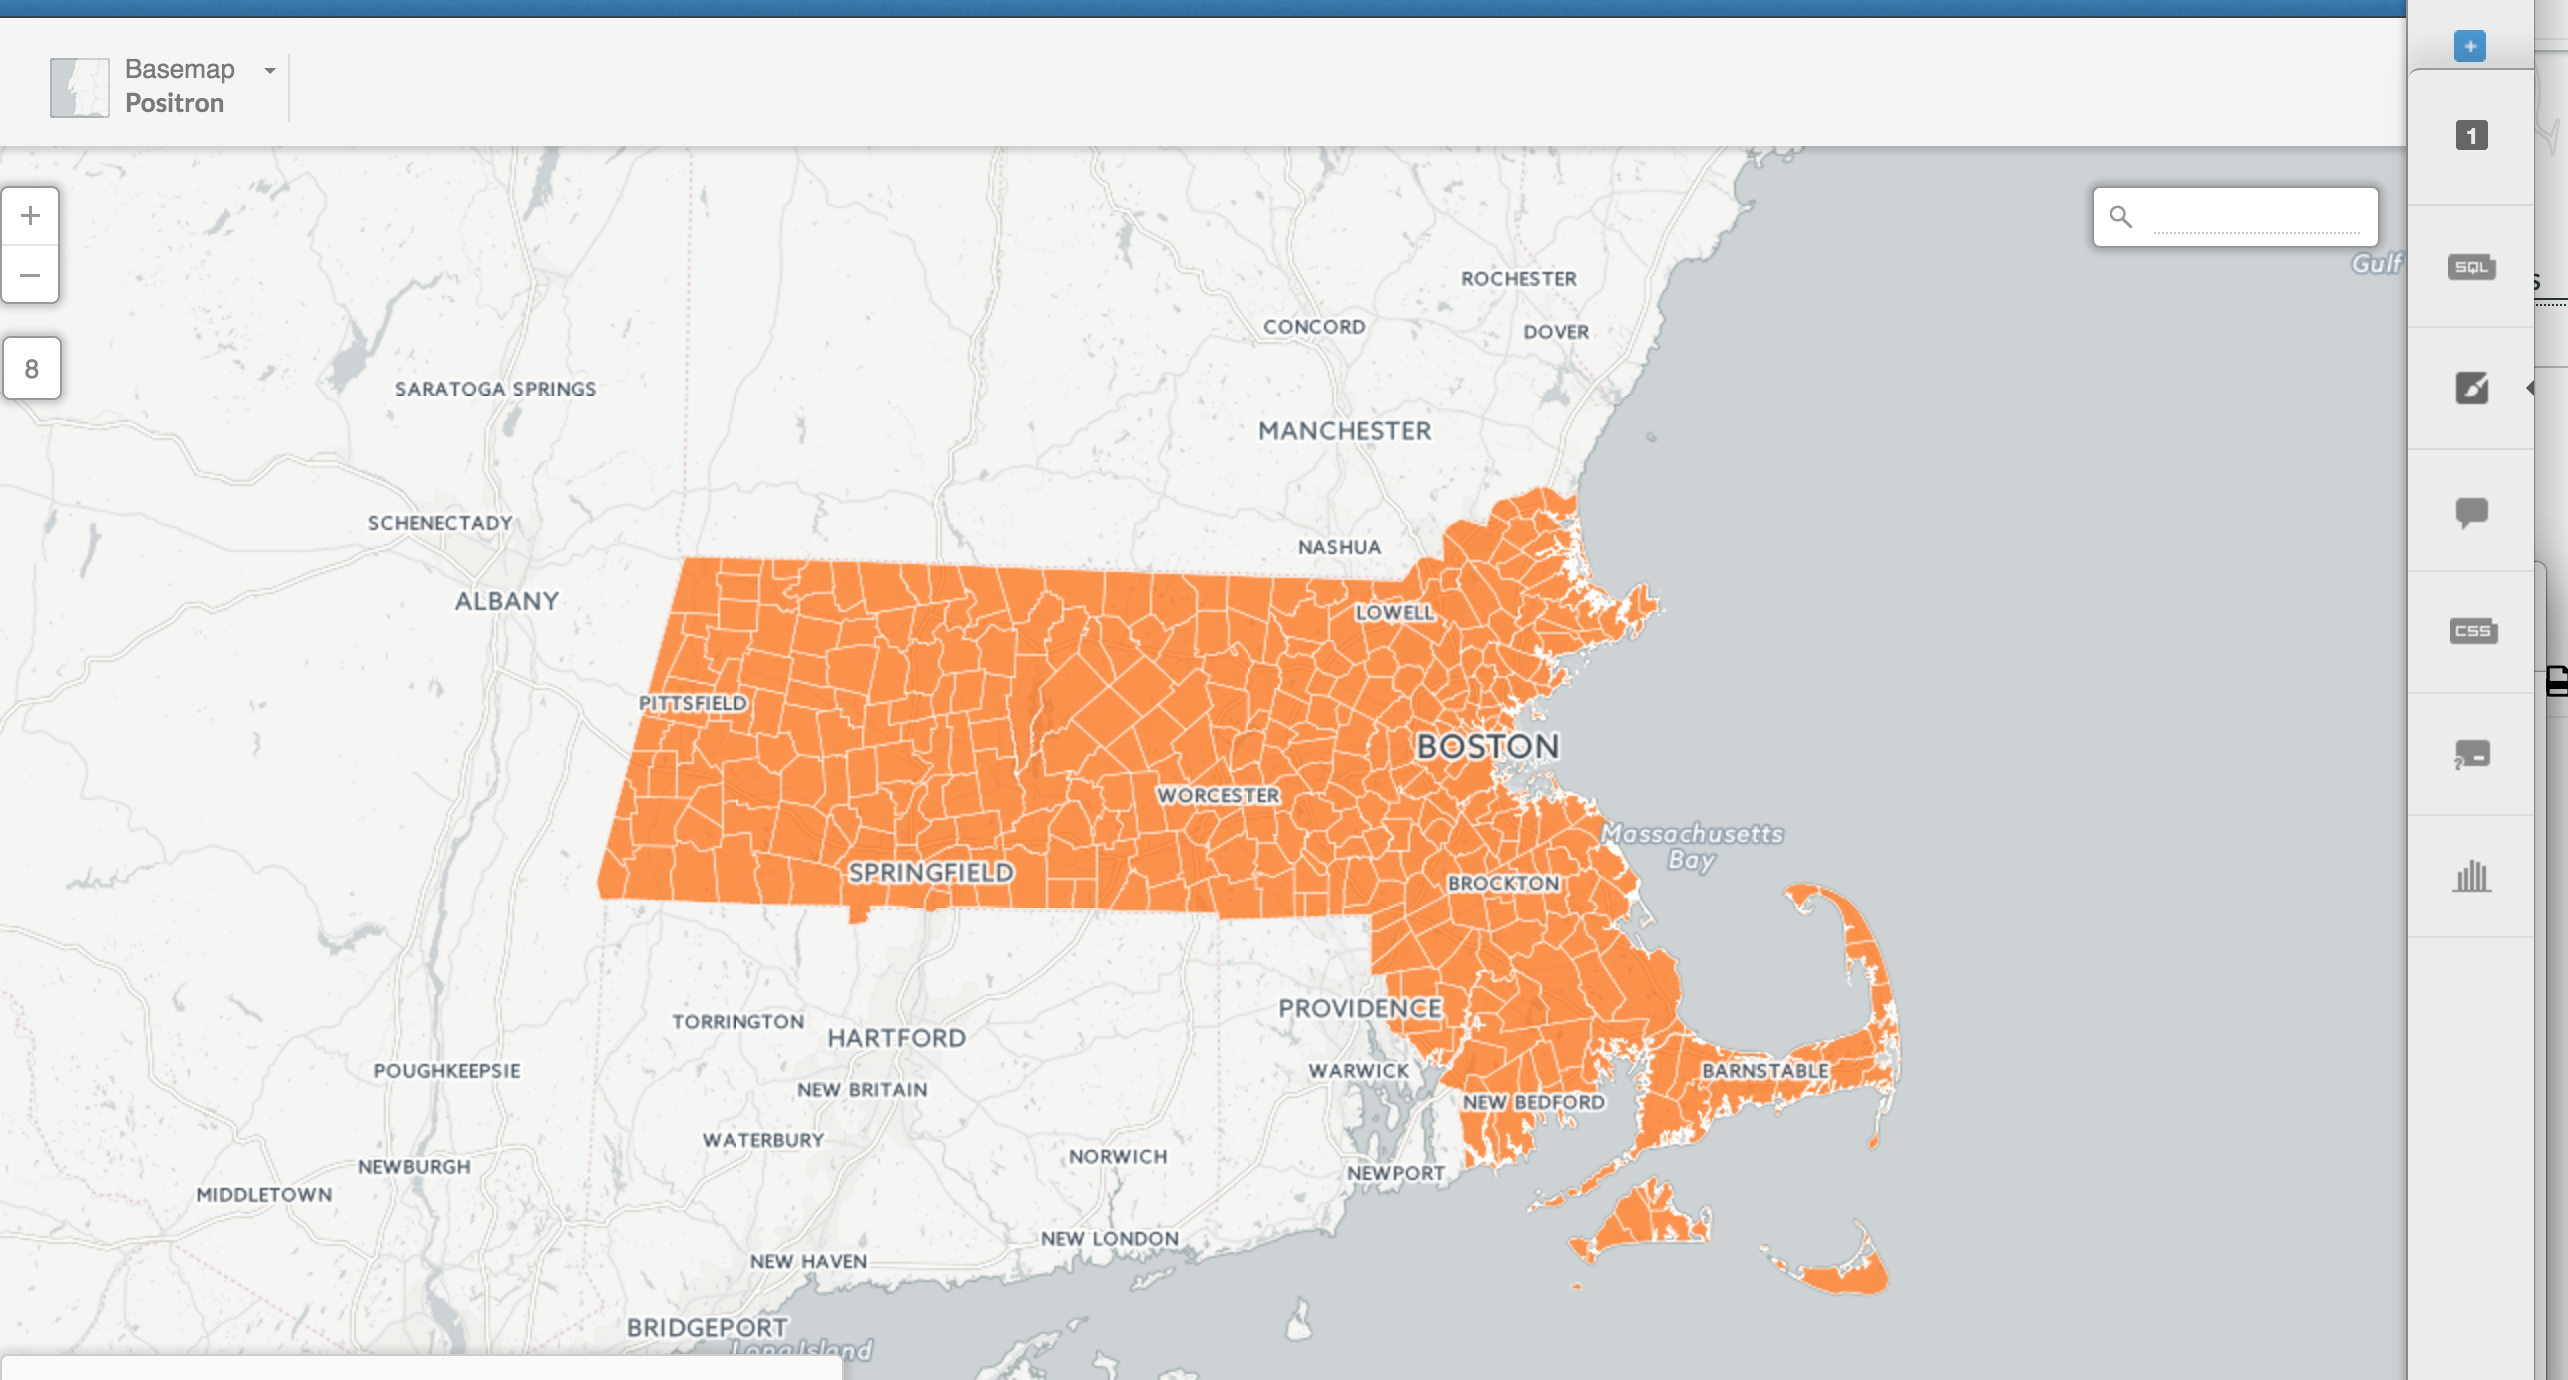 Basemap
Positron
+
1
+
−
8
Gulf
SQL
s
ROCHESTER
CONCORD
DOVER
SARATOGA SPRINGS
MANCHESTER
SCHENECTADY
NASHUA
ALBANY
LOWELL
CSS
PITTSFIELD
BOSTON
?
WORCESTER
Massachusetts
Bay
SPRINGFIELD
BROCKTON
PROVIDENCE
TORRINGTON
HARTFORD
POUGHKEEPSIE
WARWICK
BARNSTABLE
NEW BRITAIN
NEW BEDFORD
WATERBURY
NORWICH
NEWBURGH
NEWPORT
MIDDLETOWN
NEW LONDON
NEW HAVEN
BRIDGEPORT
Long Island